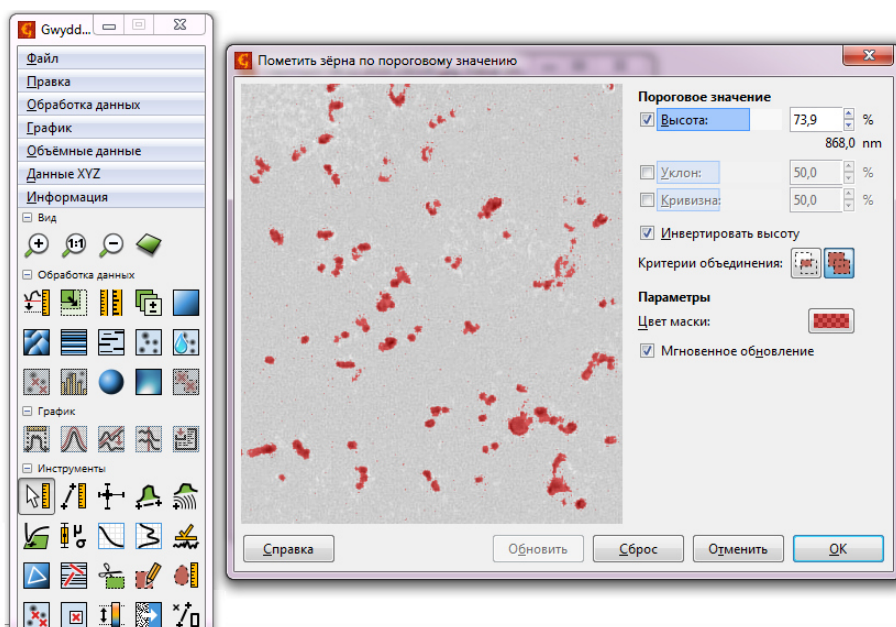 Gwydd...
Файл
Правка
Обработка данных
График
Объёмные данные
Данные XYZ
Информация
Вид
1:1
Обработка данных
График
Инструменты
μ
σ
Пометить зёрна по пороговому значению
Пороговое значение
Высота: 73,9 %
868,0 nm
Уклон: 50,0 %
Кривизна: 50,0 %
Инвертировать высоту
Критерии объединения:
Параметры
Цвет маски:
Мгновенное обновление
Справка Обновить Сброс Отменить OK